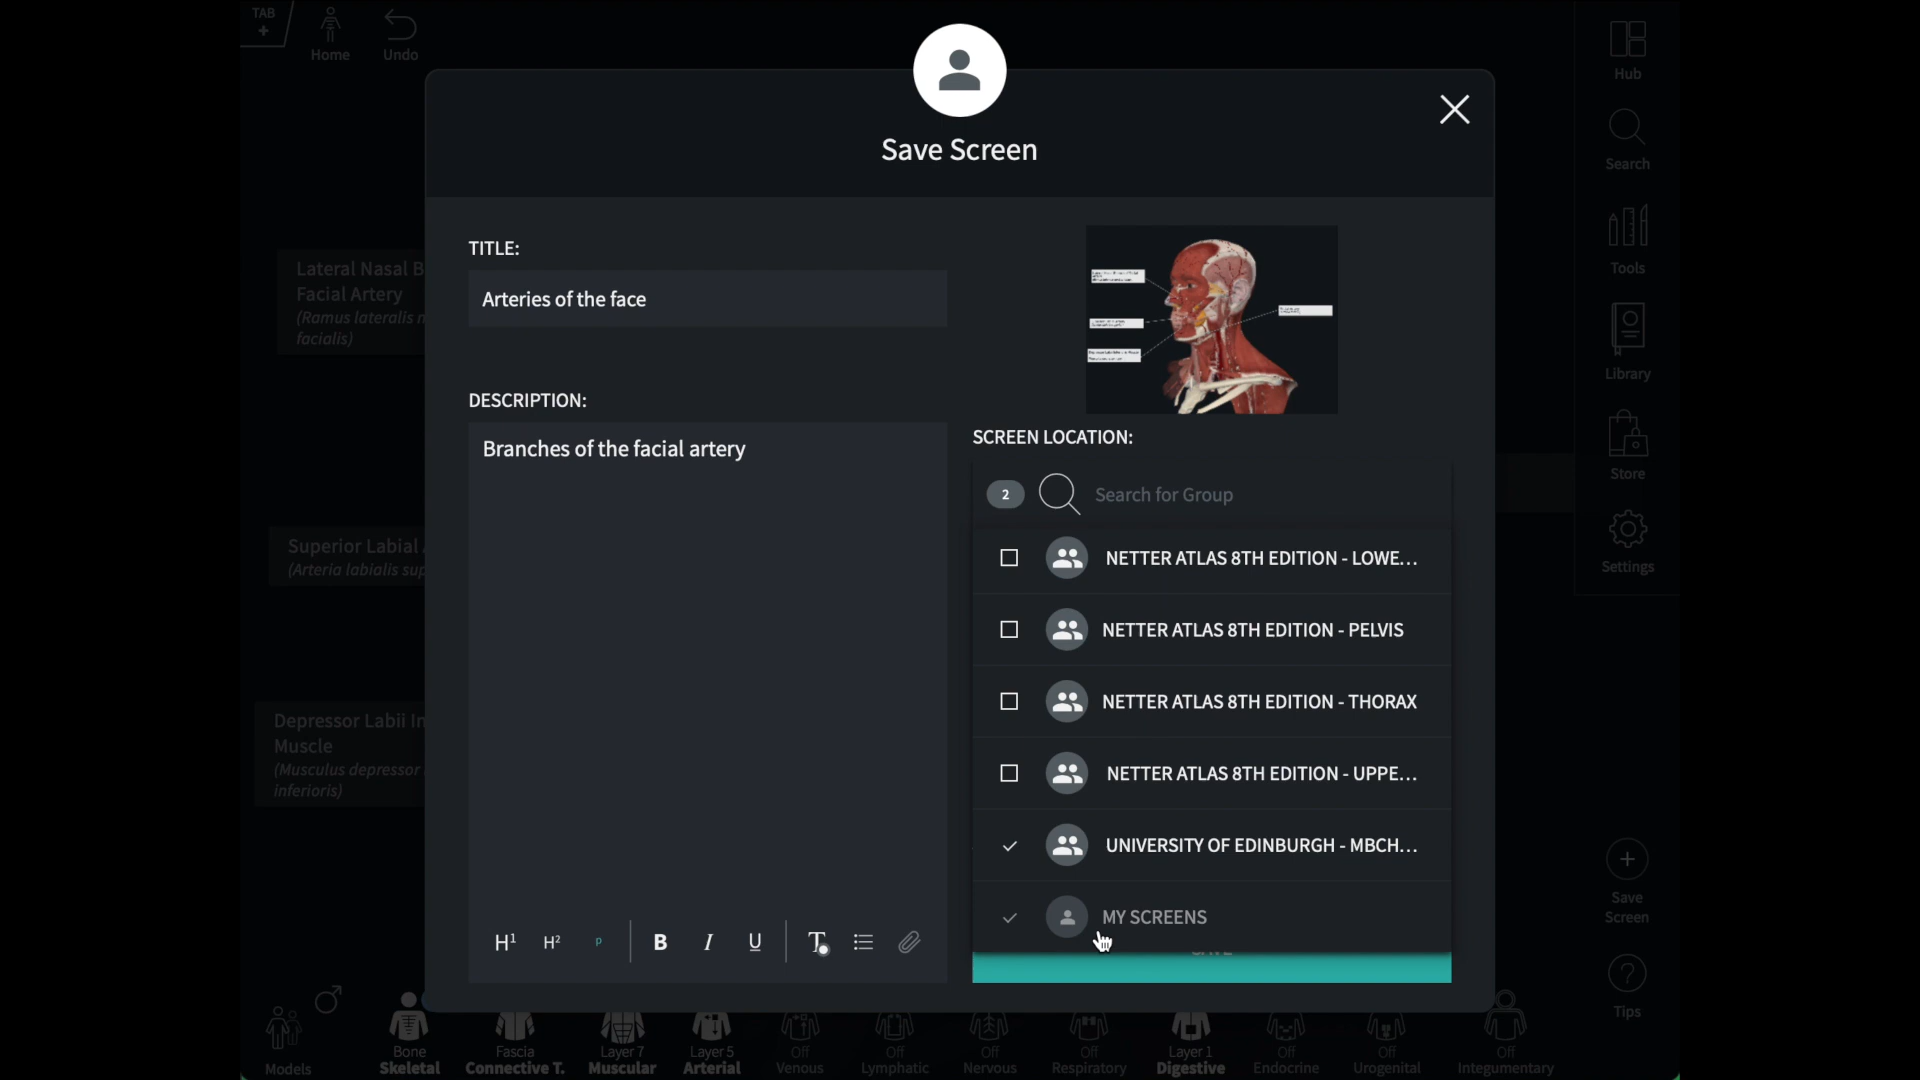 TAB
+
Home
Undo
Save Screen
Hub
Search
Tools
Library
Store
Settings
Save
Screen
Tips
TITLE:
Arteries of the face
DESCRIPTION:
Branches of the facial artery
H1
H2
P
B
I
U
T
SCREEN LOCATION:
2
Search for Group
NETTER ATLAS 8TH EDITION - LOWE...
NETTER ATLAS 8TH EDITION - PELVIS
NETTER ATLAS 8TH EDITION - THORAX
NETTER ATLAS 8TH EDITION - UPPE...
UNIVERSITY OF EDINBURGH - MBCH...
MY SCREENS
Lateral Nasal B
Facial Artery
(Ramus lateralis n
facialis)
Superior Labial
(Arteria labialis sup
Depressor Labii In
Muscle
(Musculus depressor
inferioris)
Models
Bone
Skeletal
Fascia
Connective T.
Layer 7
Muscular
Layer 5
Arterial
Off
Venous
Off
Lymphatic
Off
Nervous
Off
Respiratory
Layer 1
Digestive
Off
Endocrine
Off
Urogenital
Off
Integumentary